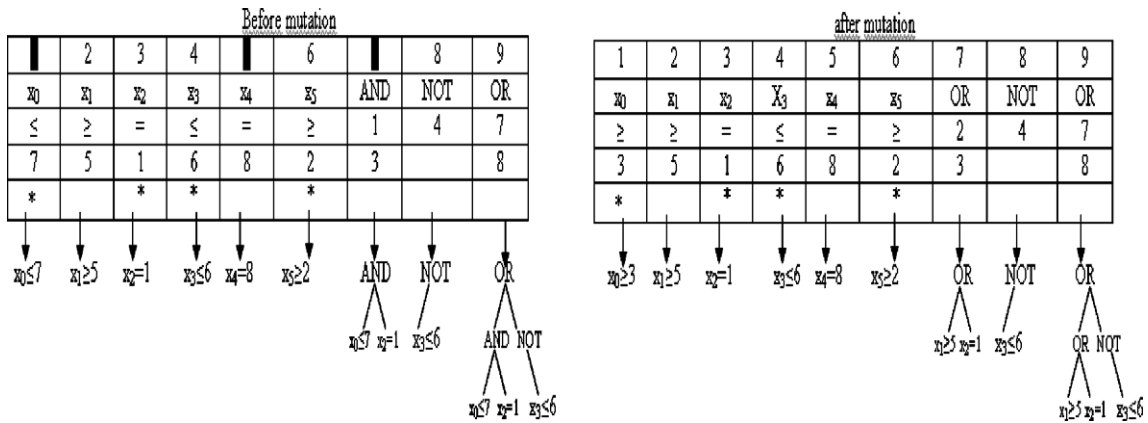 Before mutation
2 3 4 6 8 9
x0 x1 x2 x3 x4 x5 AND NOT OR
≤ ≥ = ≤ = ≥ 1 4 7
7 5 1 6 8 2 3 8
* * * *
x0≤7 x1≥5 x2=1 x3≤6 x4=8 x5≥2 AND NOT OR
x0≤7 x2=1 x3≤6 AND NOT
x0≤7 x2=1 x3≤6
after mutation
1 2 3 4 5 6 7 8 9
x0 x1 x2 X3 x4 x5 OR NOT OR
≥ ≥ = ≤ = ≥ 2 4 7
3 5 1 6 8 2 3 8
* * * *
x0≥3 x1≥5 x2=1 x3≤6 x4=8 x5≥2 OR NOT OR
x1≥5 x2=1 x3≤6 OR NOT
x1≥5 x2=1 x3≤6